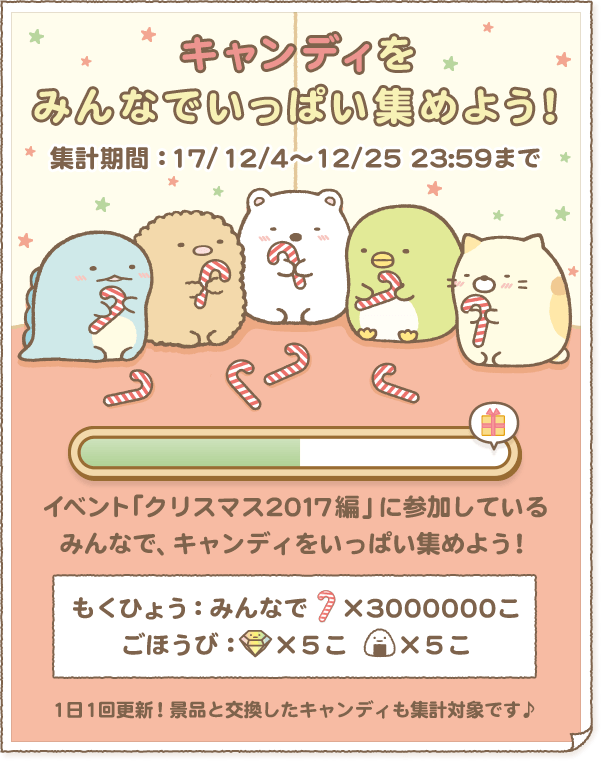 キャンディを
みんなでいっぱい集めよう!
集計期間：17/12/4〜12/25 23:59まで
イベント「クリスマス2017編」に参加している
みんなで、キャンディをいっぱい集めよう!
もくひょう：みんなで ×3000000こ
ごほうび： ×5こ ×5こ
1日1回更新！景品と交換したキャンディも集計対象です♪